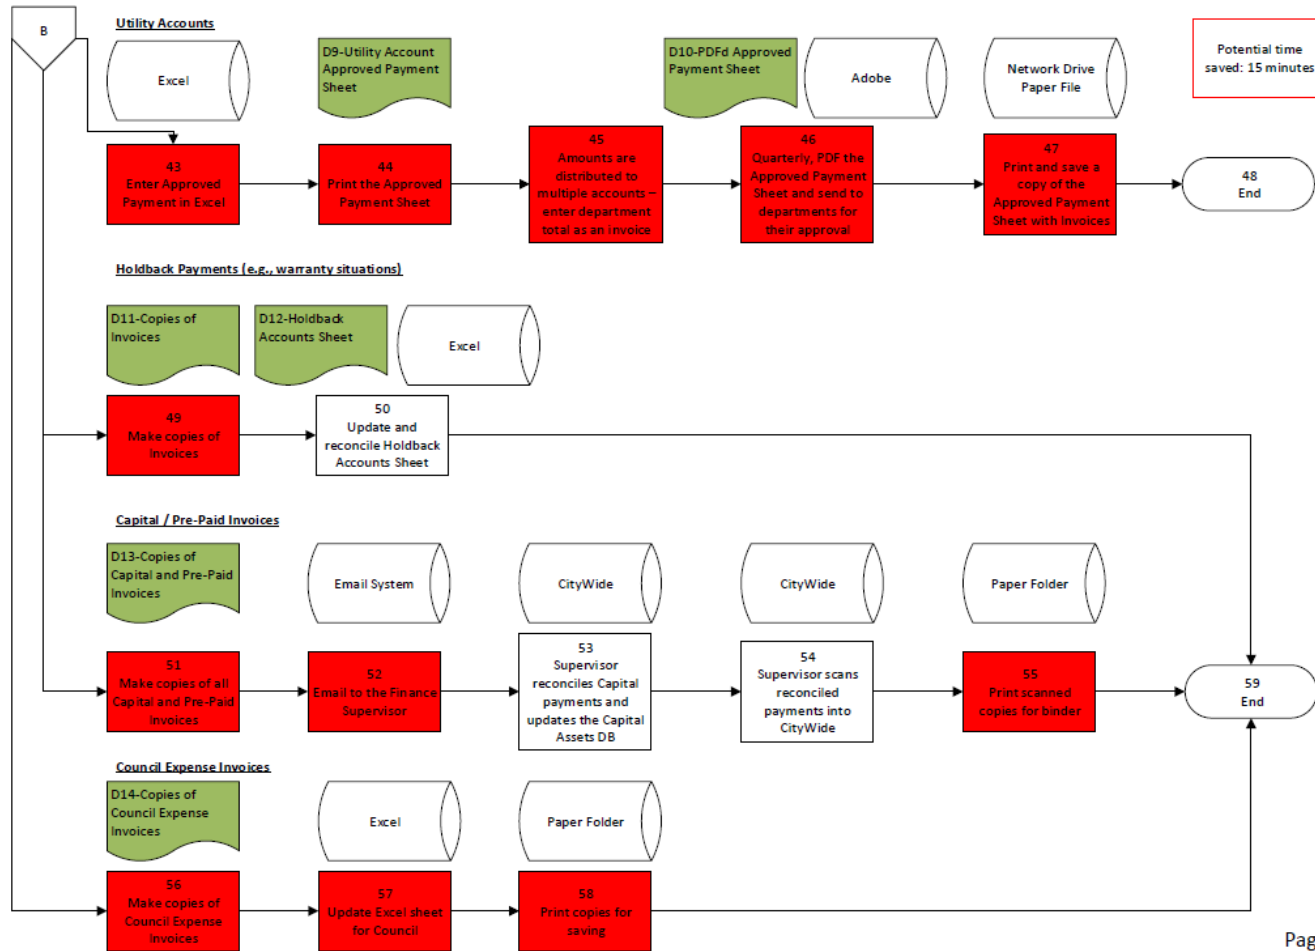 B
Utility Accounts
Excel
D9-Utility Account
Approved Payment
Sheet
D10-PDFd Approved
Payment Sheet
Adobe
Network Drive
Paper File
Potential time
saved: 15 minutes
43
Enter Approved
Payment in Excel
44
Print the Approved
Payment Sheet
45
Amounts are
distributed to
multiple accounts –
enter department
total as an invoice
46
Quarterly, PDF the
Approved Payment
Sheet and send to
departments for
their approval
47
Print and save a
copy of the
Approved Payment
Sheet with Invoices
48
End
Holdback Payments (e.g., warranty situations)
D11-Copies of
Invoices
D12-Holdback
Accounts Sheet
Excel
49
Make copies of
Invoices
50
Update and
reconcile Holdback
Accounts Sheet
Capital / Pre-Paid Invoices
D13-Copies of
Capital and Pre-Paid
Invoices
Email System
CityWide
CityWide
Paper Folder
51
Make copies of all
Capital and Pre-Paid
Invoices
52
Email to the Finance
Supervisor
53
Supervisor
reconciles Capital
payments and
updates the Capital
Assets DB
54
Supervisor scans
reconciled
payments into
CityWide
55
Print scanned
copies for binder
59
End
Council Expense Invoices
D14-Copies of
Council Expense
Invoices
Excel
Paper Folder
56
Make copies of
Council Expense
Invoices
57
Update Excel sheet
for Council
58
Print copies for
saving
Pag